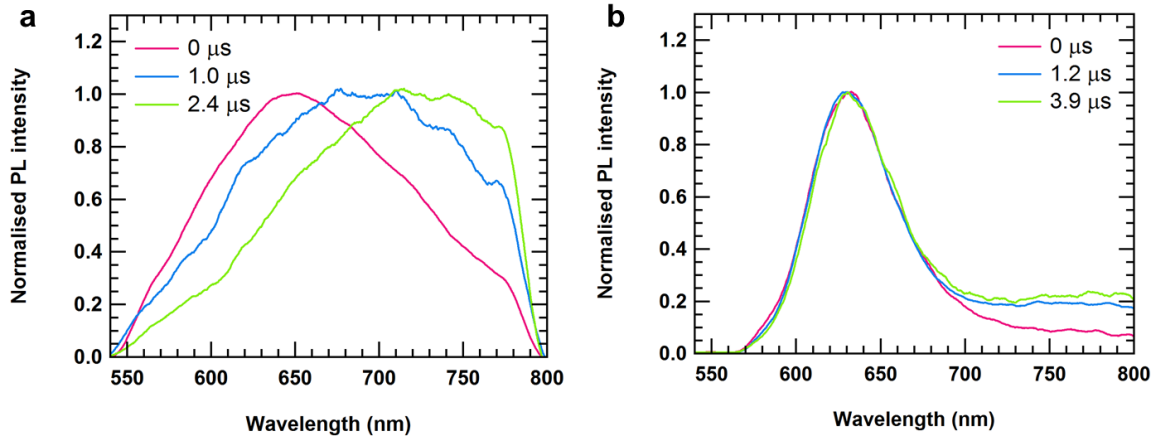 a
Normalised PL intensity
1.2
1.0
0.8
0.6
0.4
0.2
0.0
0 μs
1.0 μs
2.4 μs
550 600 650 700 750 800
Wavelength (nm)
b
Normalised PL intensity
1.2
1.0
0.8
0.6
0.4
0.2
0.0
0 μs
1.2 μs
3.9 μs
550 600 650 700 750 800
Wavelength (nm)